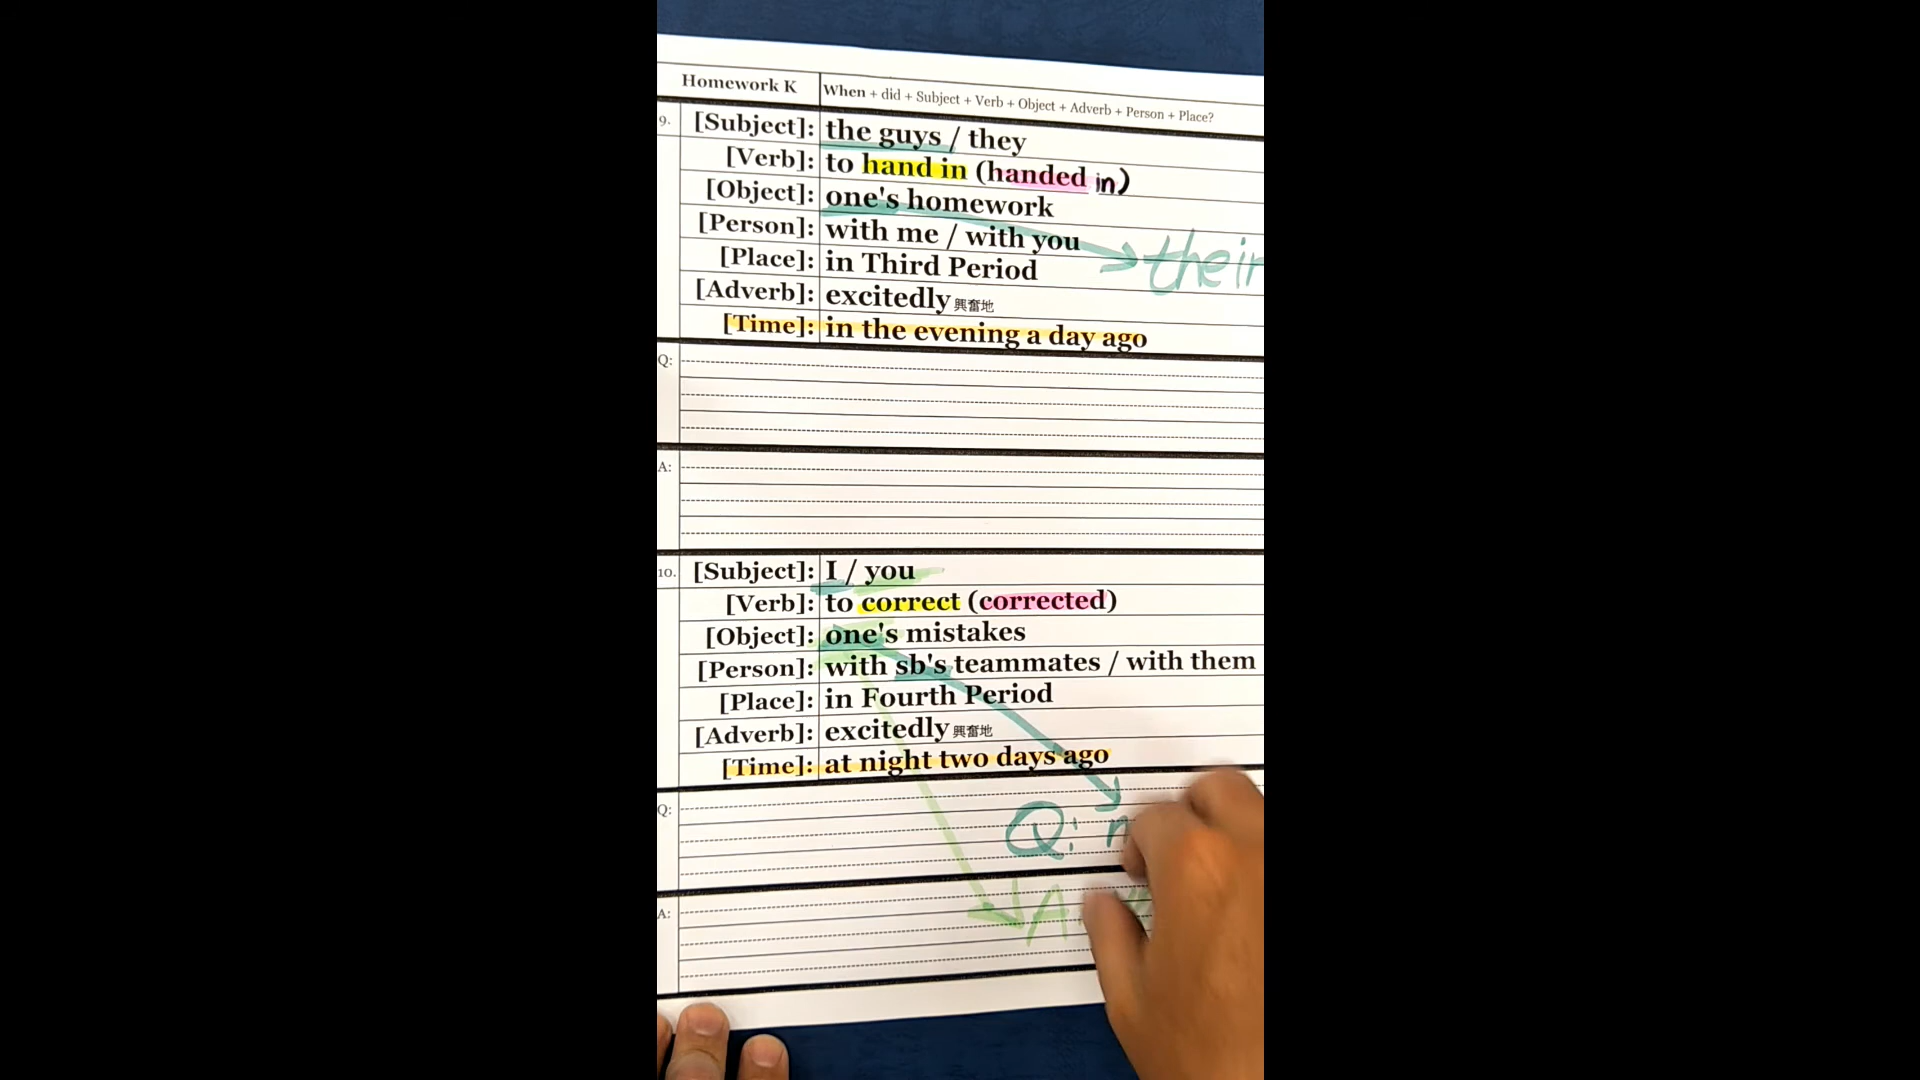 Homework K When + did + Subject + Verb + Object + Adverb + Person + Place?
9. [Subject]: the guys / they
[Verb]: to hand in (handed in)
[Object]: one's homework
[Person]: with me / with you
their
[Place]: in Third Period
[Adverb]: excitedly 興奮地
[Time]: in the evening a day ago
Q:
A:
10. [Subject]: I / you
[Verb]: to correct (corrected)
[Object]: one's mistakes
[Person]: with sb's teammates / with them
[Place]: in Fourth Period
[Adverb]: excitedly 興奮地
[Time]: at night two days ago
Q:
Q:
A:
A